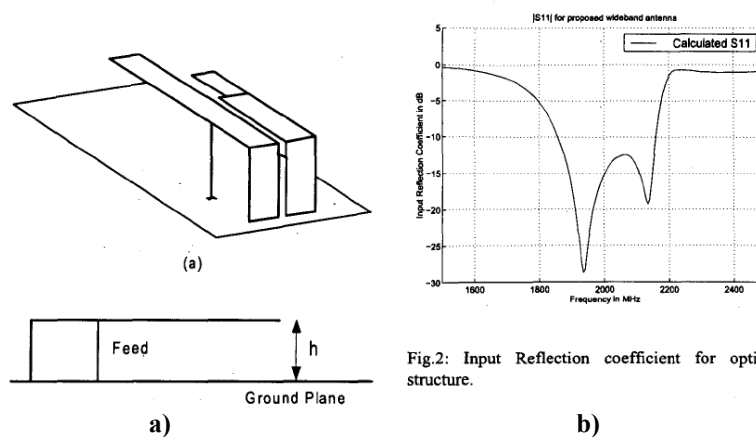 (a)
Feed
h
Ground Plane
a)
|S11| for proposed wideband antenna
Calculated S11
Input Reflection Coefficient in dB
5
0
−5
−10
−15
−20
−25
−30
1600
1800
2000
2200
2400
Frequency in MHz
Fig.2: Input Reflection coefficient for opti
structure.
b)